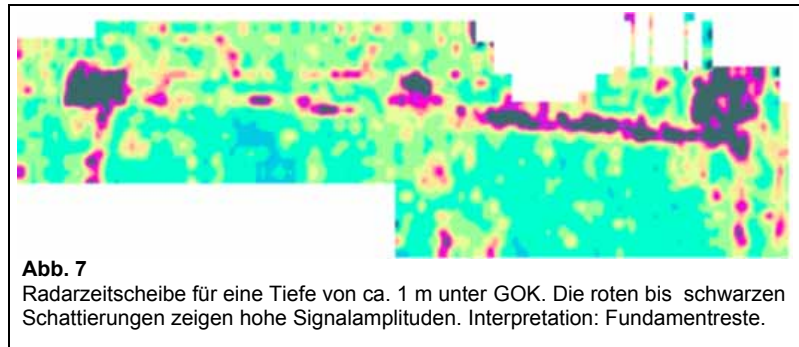 Abb. 7
Radarzeitscheibe für eine Tiefe von ca. 1 m unter GOK. Die roten bis schwarzen
Schattierungen zeigen hohe Signalamplituden. Interpretation: Fundamentreste.